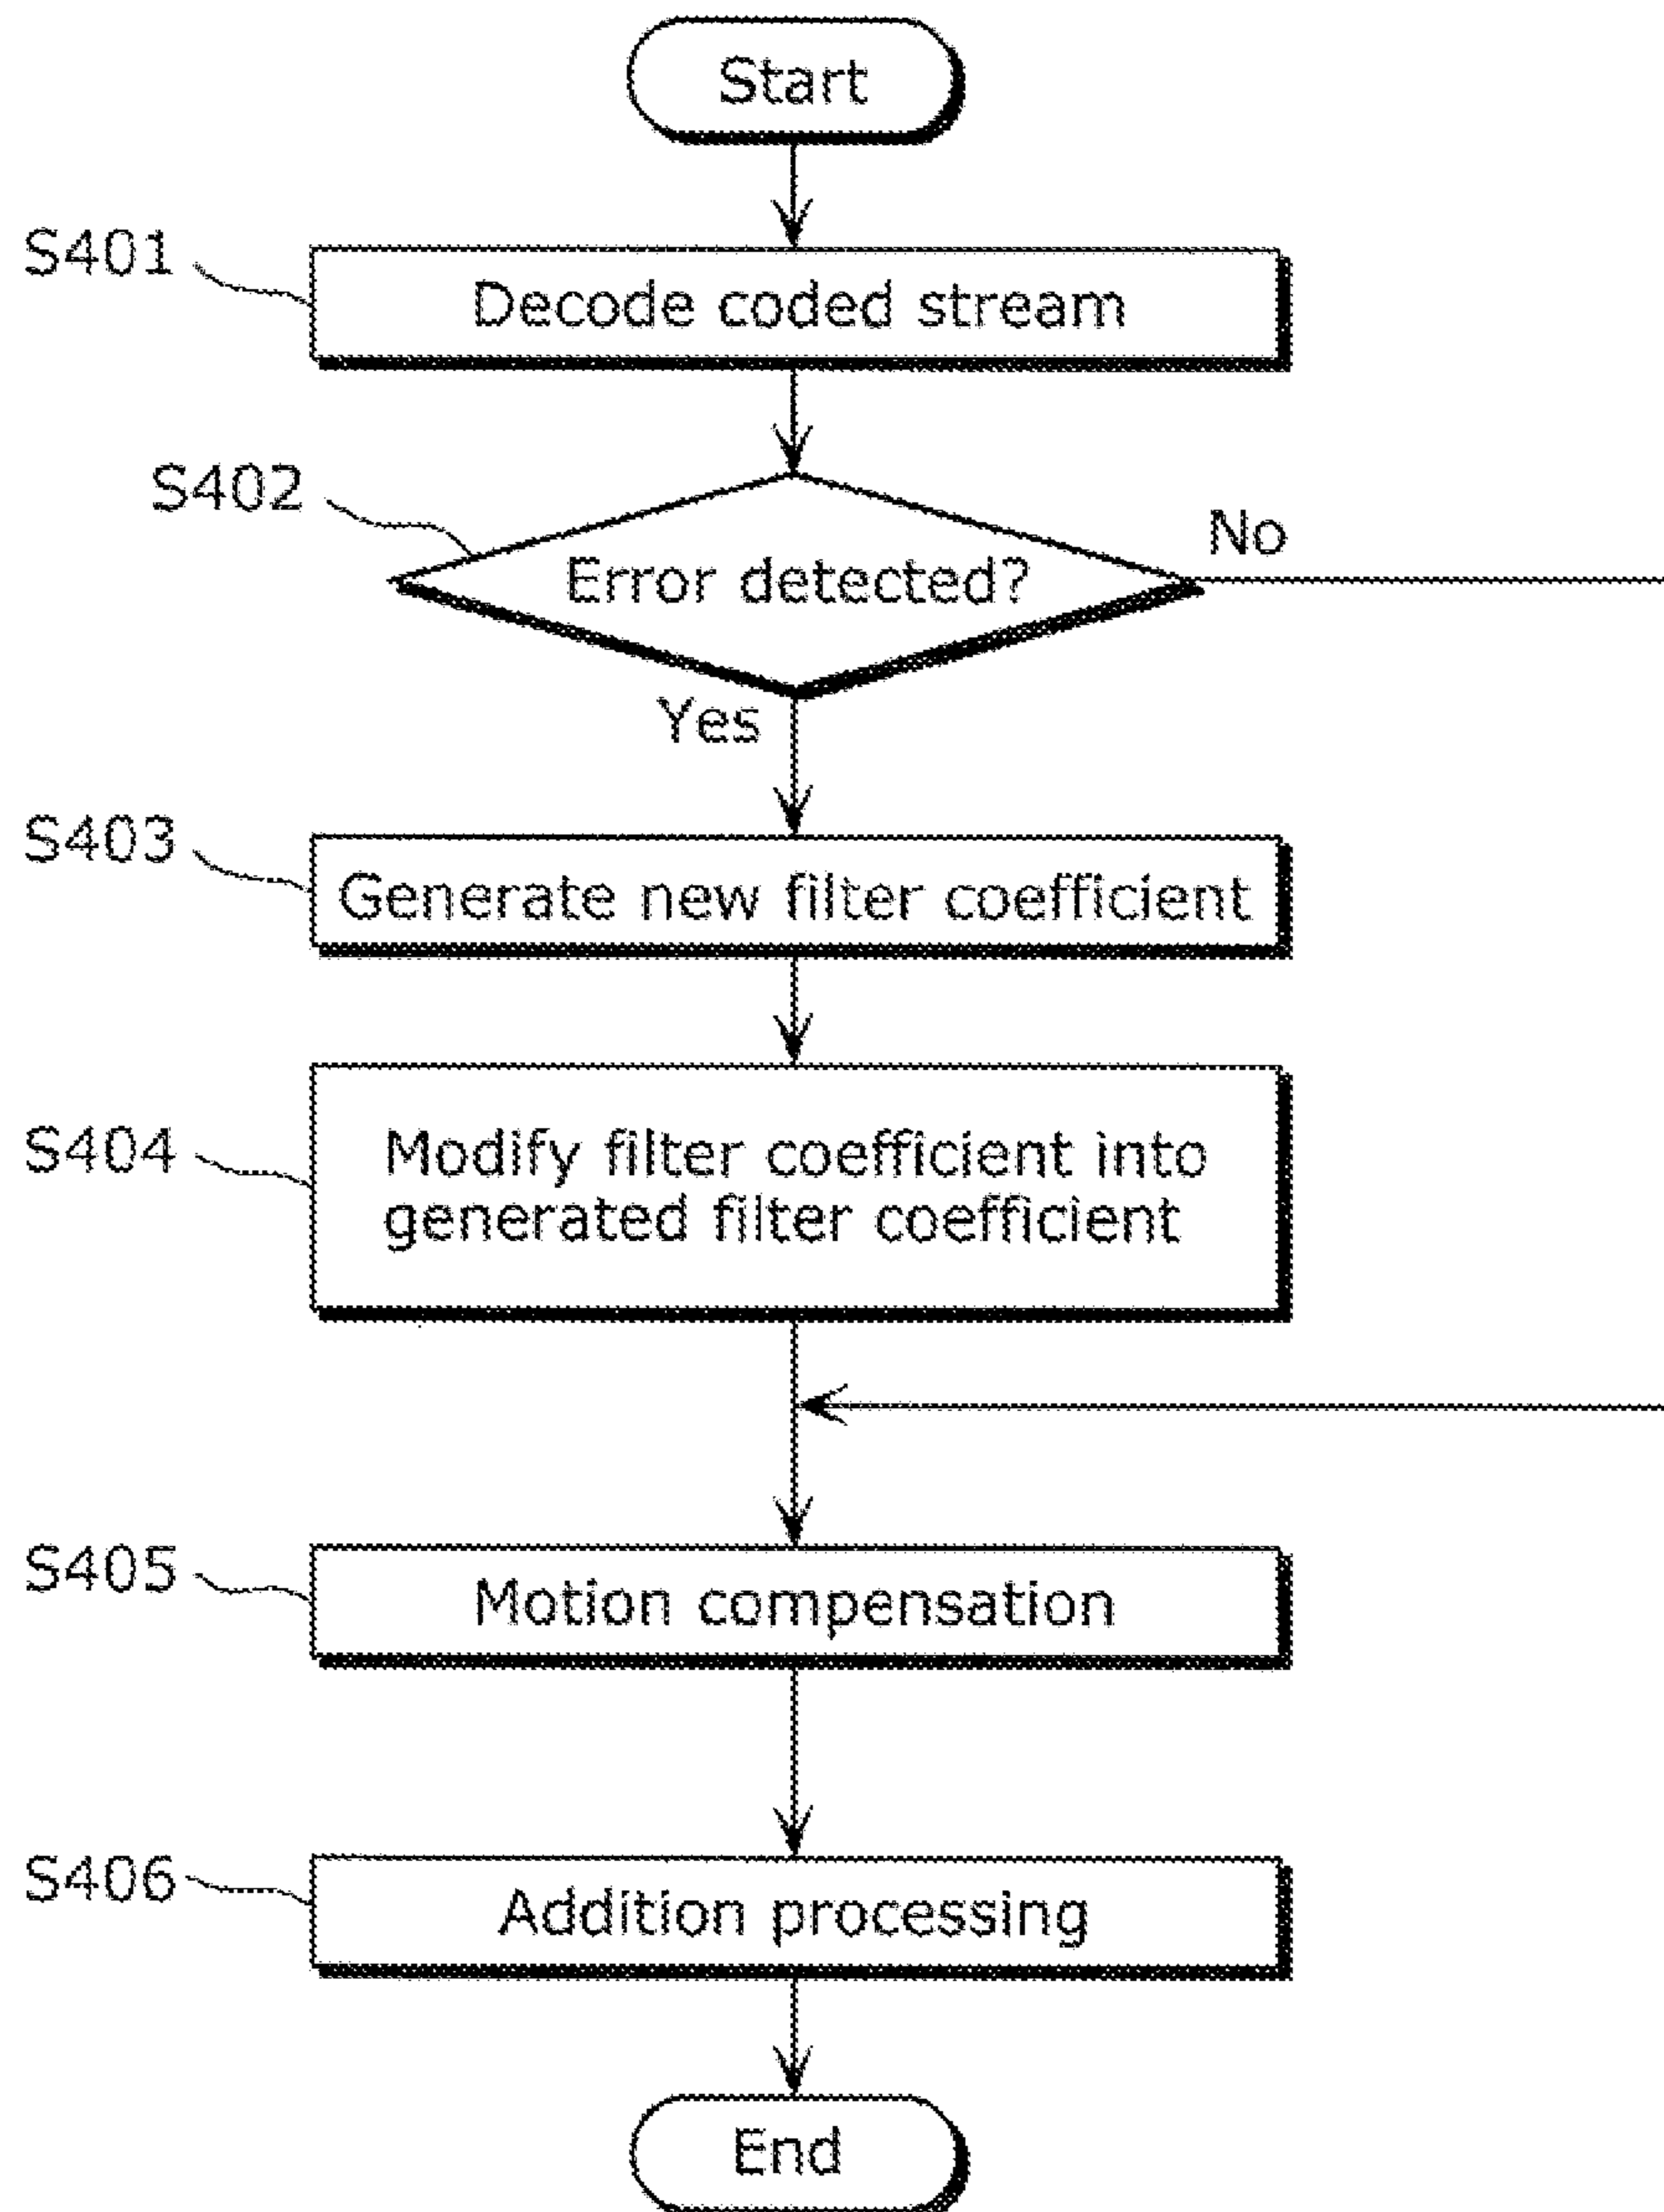 Start
S401
Decode coded stream
S402
Error detected?
No
Yes
S403
Generate new filter coefficient
S404
Modify filter coefficient into
generated filter coefficient
S405
Motion compensation
S406
Addition processing
End